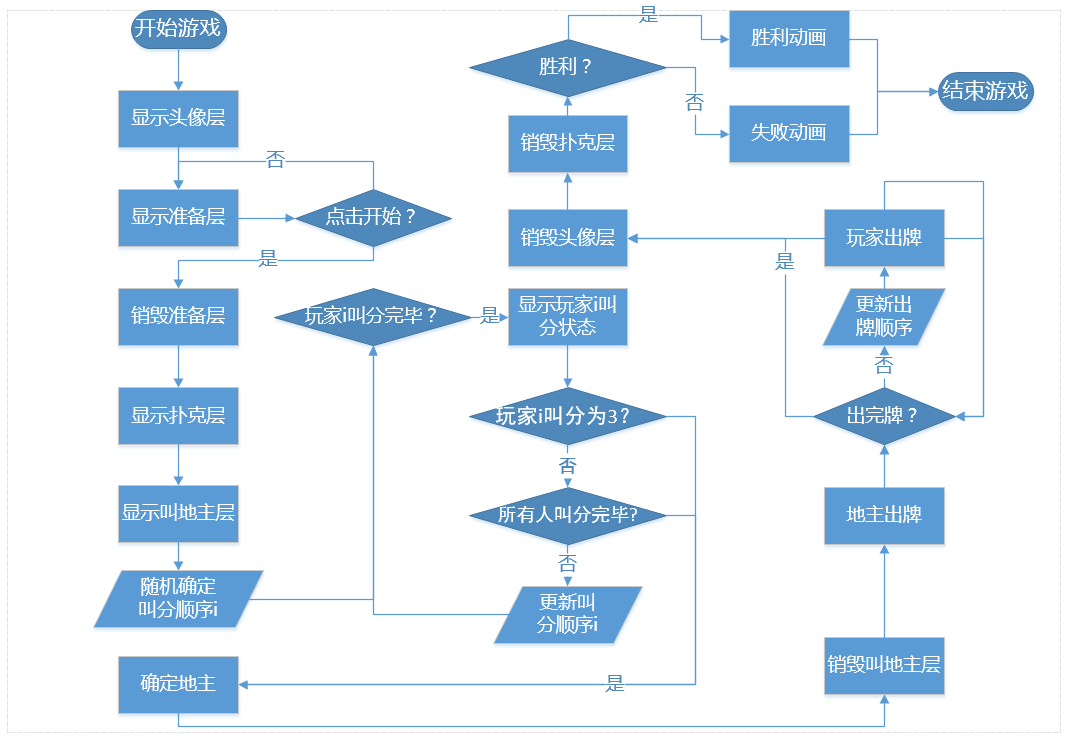 开始游戏
显示头像层
否
显示准备层
点击开始？
是
销毁准备层
显示扑克层
显示叫地主层
随机确定
叫分顺序i
确定地主
玩家i叫分完毕？
是
显示玩家i叫
分状态
玩家i叫分为3?
否
所有人叫分完毕?
否
更新叫
分顺序i
是
销毁叫地主层
地主出牌
出完牌？
否
更新出
牌顺序
玩家出牌
是
销毁头像层
销毁扑克层
胜利？
是
胜利动画
否
失败动画
结束游戏